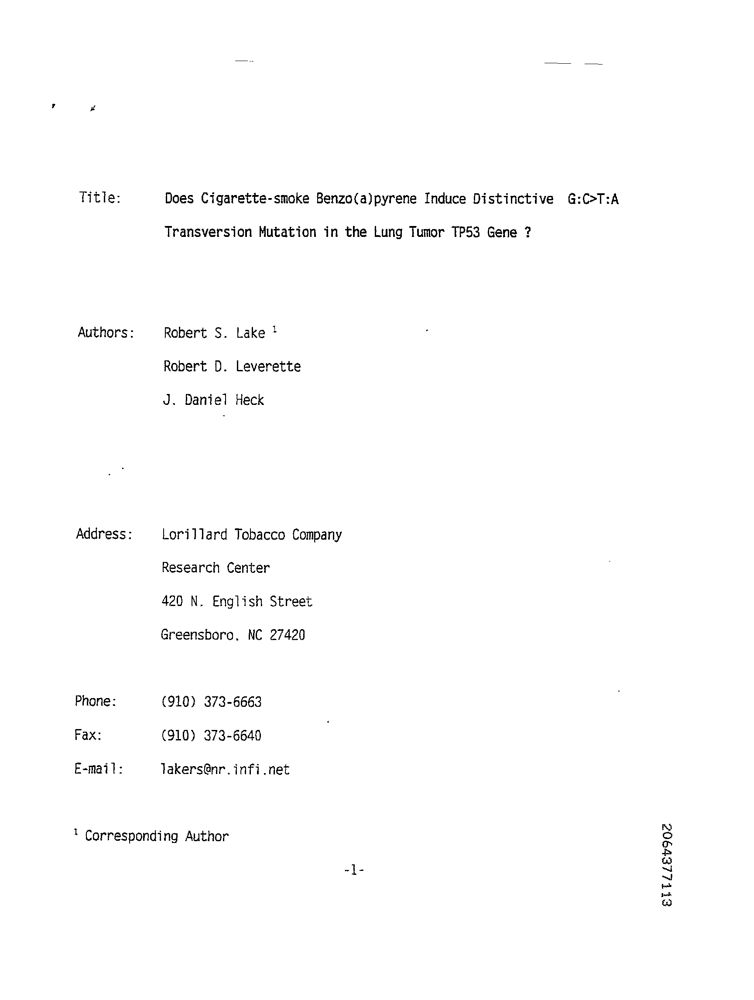 Title: Does Cigarette-smoke Benzo(a)pyrene Induce Distinctive G:C>T:A
Transversion Mutation in the Lung Tumor TP53 Gene ?
Authors: Robert S. Lake 1
Robert D. Leverette
J. Daniel Heck
Address: Lorillard Tobacco Company
Research Center
420 N. English Street
Greensboro, NC 27420
Phone: (910) 373-6663
Fax: (910) 373-6640
E-mail: lakers@nr.infi.net
1 Corresponding Author
-1-
2064377113